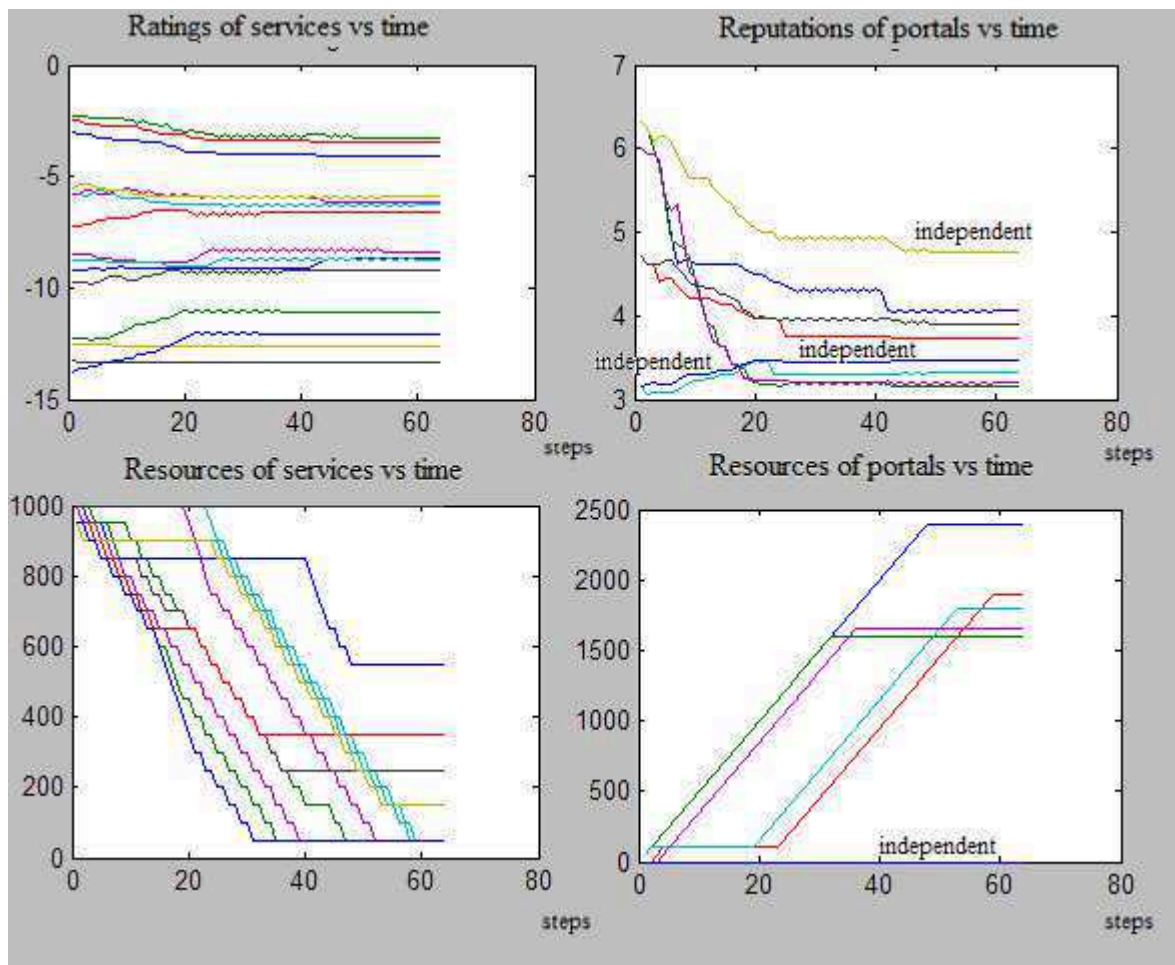 Ratings of services vs time
0
-5
-10
-15
0 20 40 60 80
steps
Reputations of portals vs time
7
6
5
4
3
independent
independent
independent
0 20 40 60 80
steps
Resources of services vs time
1000
800
600
400
200
0
0 20 40 60 80
steps
Resources of portals vs time
2500
2000
1500
1000
500
0
independent
0 20 40 60 80
steps